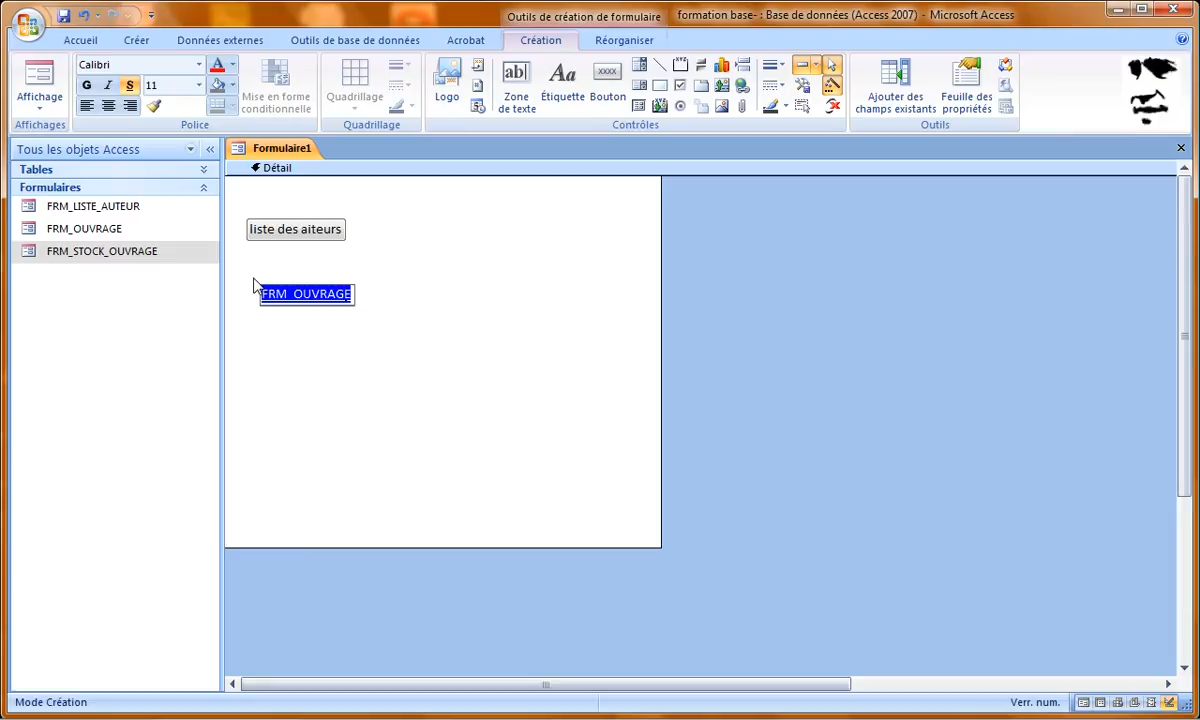 Outils de création de formulaire
formation base- : Base de données (Access 2007) - Microsoft Access
Accueil
Créer
Données externes
Outils de base de données
Acrobat
Création
Réorganiser
Affichage
Affichages
Calibri
G I S 11
Mise en forme
conditionnelle
Police
Quadrillage
Quadrillage
Logo
ab|
Zone
de texte
Aa
Étiquette
xxxx
Bouton
Contrôles
Ajouter des
champs existants
Feuille des
propriétés
Outils
Tous les objets Access
Tables
Formulaires
FRM_LISTE_AUTEUR
FRM_OUVRAGE
FRM_STOCK_OUVRAGE
Formulaire1
Détail
liste des aiteurs
FRM_OUVRAGE
Mode Création
Verr. num.